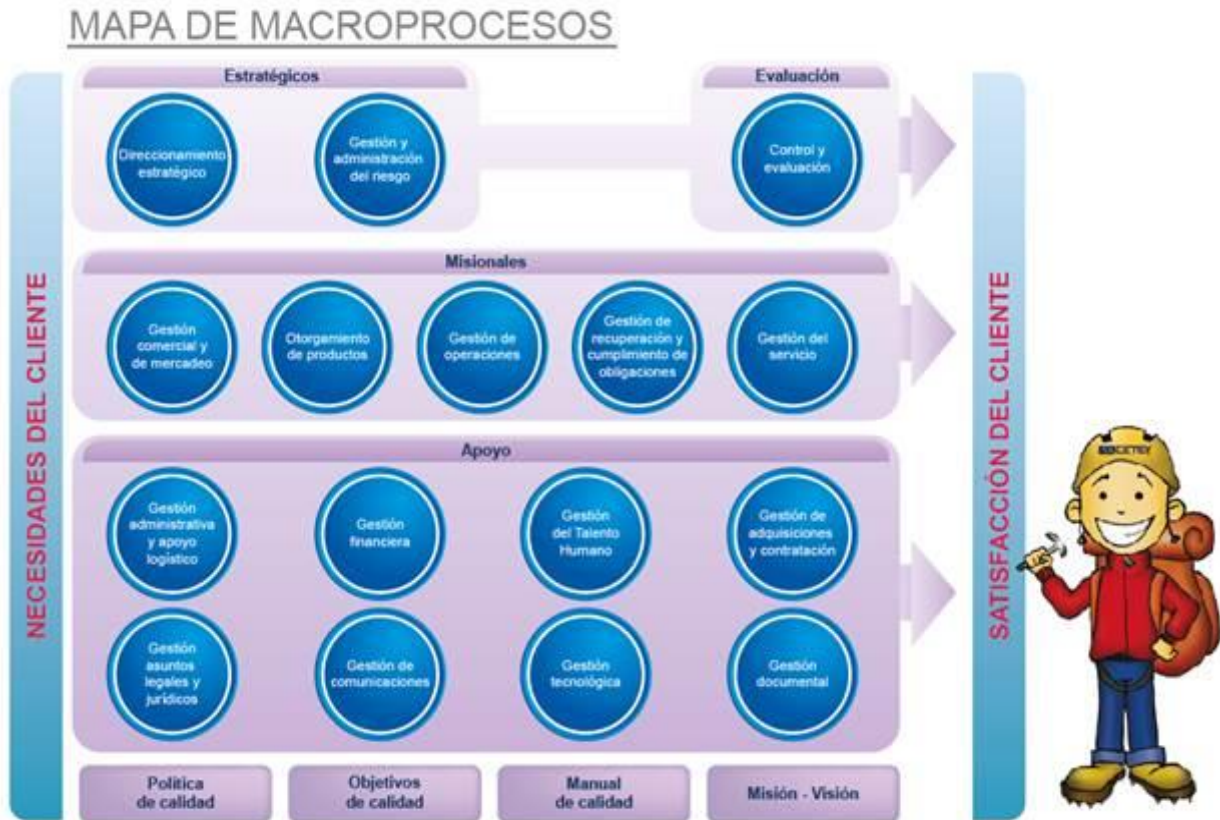 MAPA DE MACROPROCESOS
NECESIDADES DEL CLIENTE
Estratégicos
Direccionamiento
estratégico
Gestión y
administración
del riesgo
Evaluación
Control y
evaluación
Misionales
Gestión
comercial y
de mercadeo
Otorgamiento
de productos
Gestión de
operaciones
Gestión de
recuperación y
cumplimiento de
obligaciones
Gestión del
servicio
Apoyo
Gestión
administrativa
y apoyo
logístico
Gestión
financiera
Gestión
del Talento
Humano
Gestión de
adquisiciones
y contratación
Gestión
asuntos
legales y
jurídicos
Gestión de
comunicaciones
Gestión
tecnológica
Gestión
documental
Política
de calidad
Objetivos
de calidad
Manual
de calidad
Misión - Visión
SATISFACCIÓN DEL CLIENTE